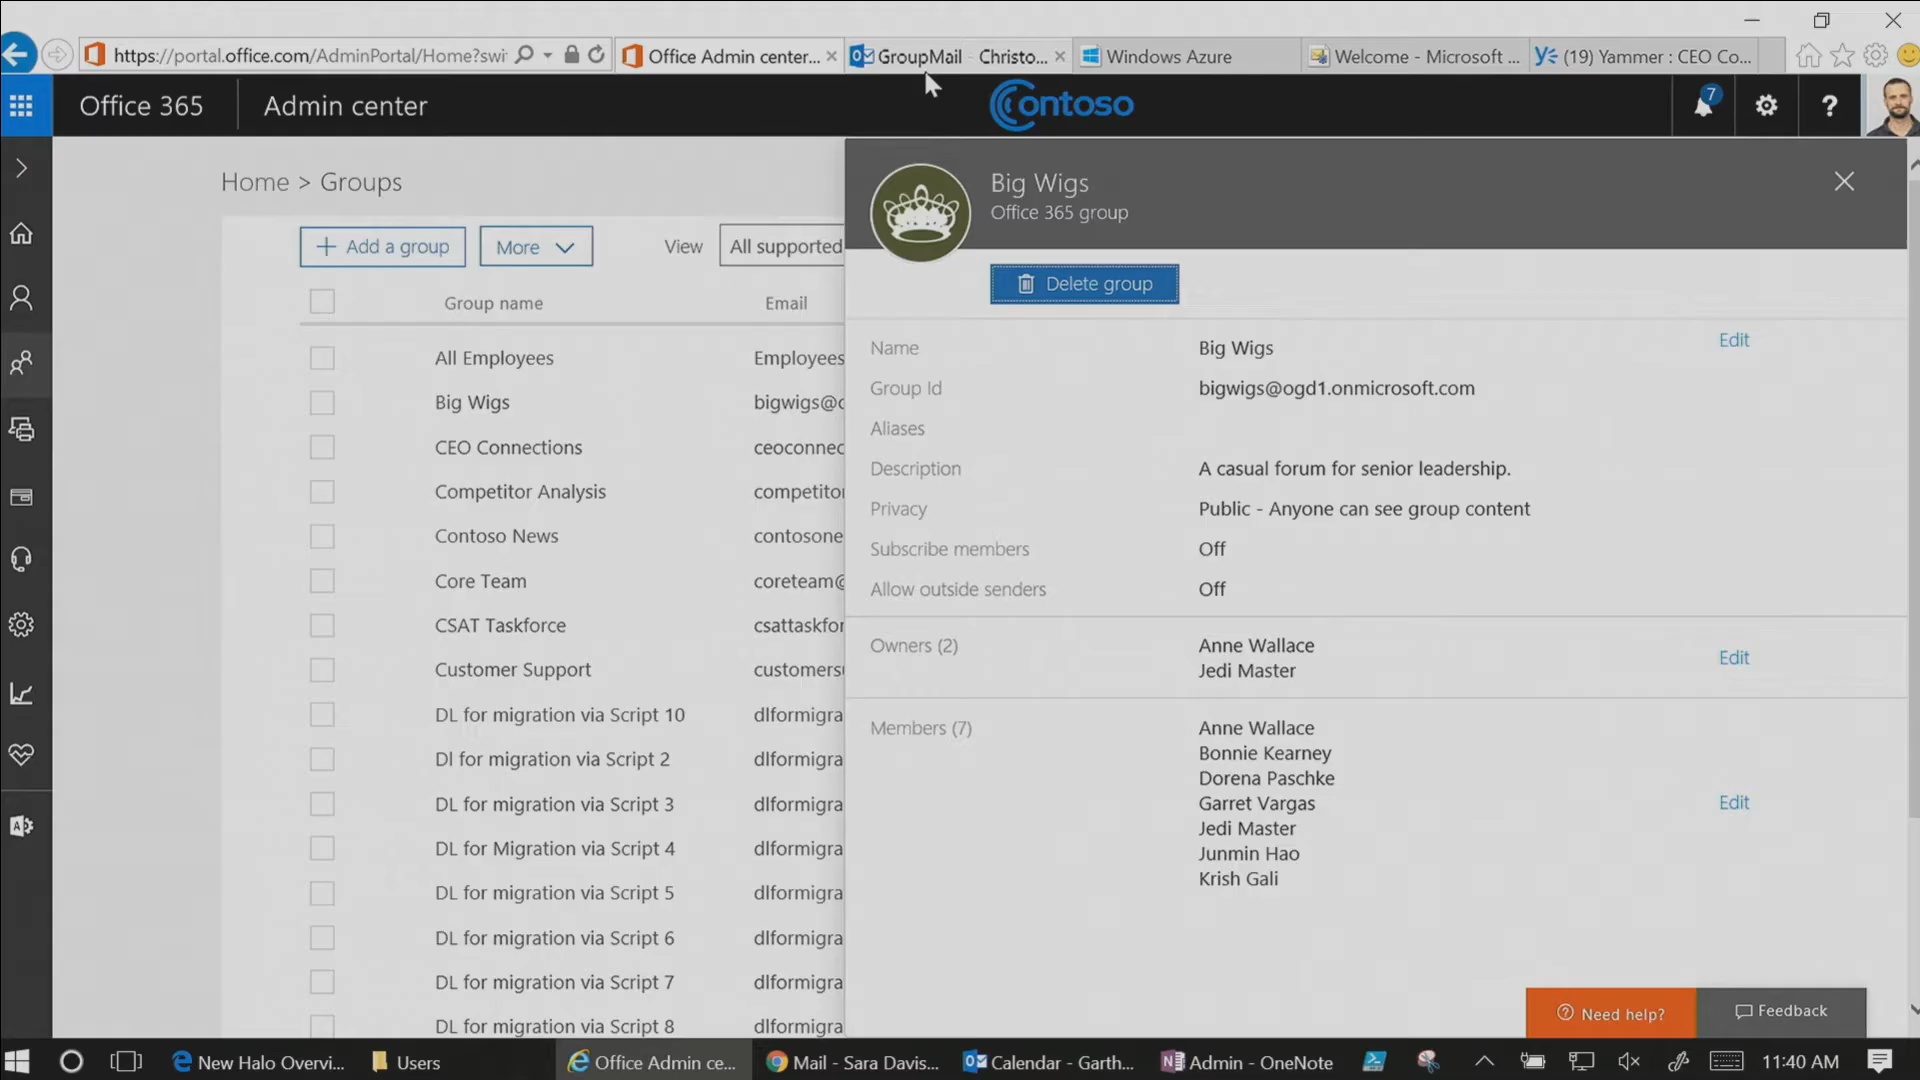 https://portal.office.com/AdminPortal/Home?swi
Office Admin center...
GroupMail - Christo...
Windows Azure
Welcome - Microsoft ...
(19) Yammer : CEO Co...
Office 365
Admin center
Contoso
7
?
Home > Groups
Big Wigs
Office 365 group
+ Add a group
More
View
All supported
Delete group
Group name
Email
Name
Big Wigs
Edit
All Employees
Employees
Group Id
bigwigs@ogd1.onmicrosoft.com
Big Wigs
bigwigs@o
Aliases
CEO Connections
ceoconnec
Description
A casual forum for senior leadership.
Competitor Analysis
competitor
Privacy
Public - Anyone can see group content
Contoso News
contosone
Subscribe members
Off
Core Team
coreteam@
Allow outside senders
Off
CSAT Taskforce
csattaskfor
Owners (2)
Anne Wallace
Jedi Master
Edit
Customer Support
customersu
DL for migration via Script 10
dlformigra
Members (7)
Anne Wallace
Bonnie Kearney
Dorena Paschke
Garret Vargas
Jedi Master
Junmin Hao
Krish Gali
Edit
Dl for migration via Script 2
dlformigra
DL for migration via Script 3
dlformigra
DL for Migration via Script 4
dlformigra
DL for migration via Script 5
dlformigra
DL for migration via Script 6
dlformigra
DL for migration via Script 7
dlformigra
DL for migration via Script 8
dlformigra
Need help?
Feedback
New Halo Overvi...
Users
Office Admin ce...
Mail - Sara Davis...
Calendar - Garth...
Admin - OneNote
11:40 AM